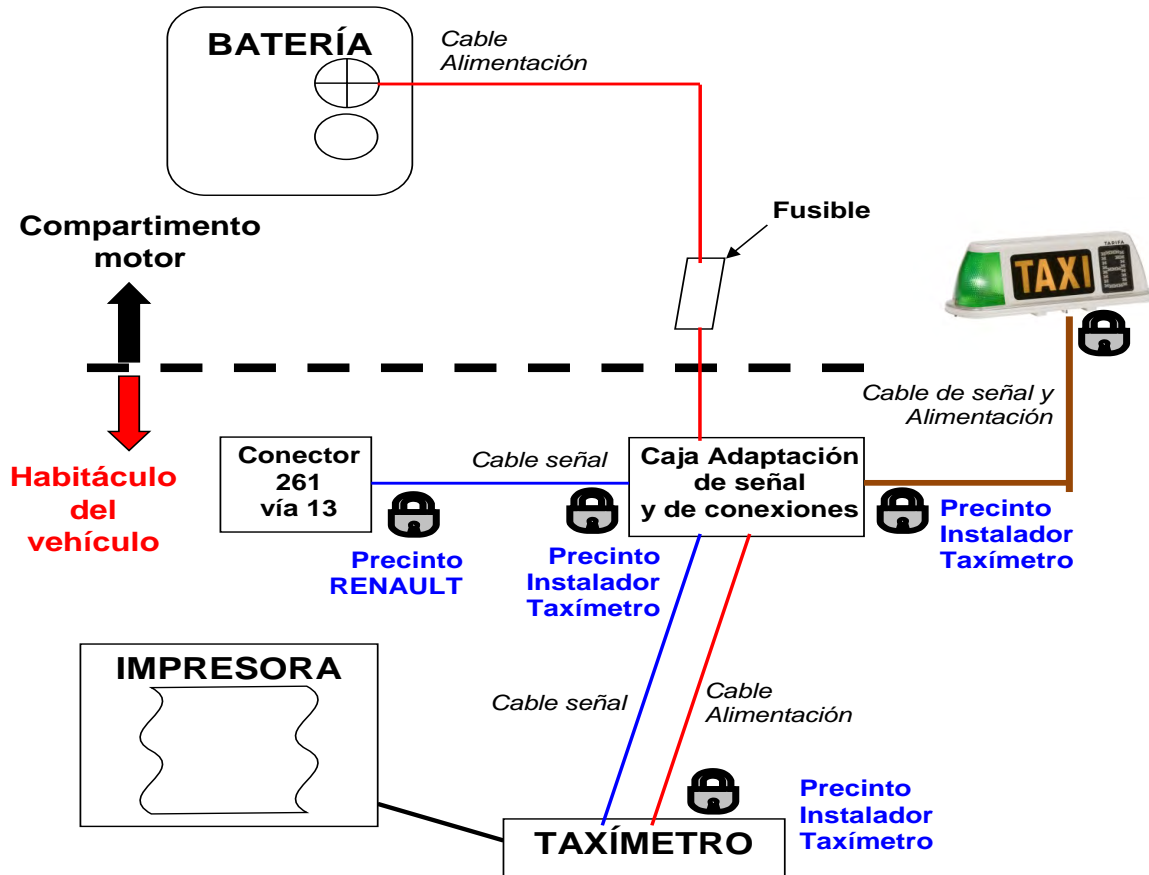 BATERÍA
Cable
Alimentación
Compartimento
motor
Fusible
TARIFA
TAXI
Cable de señal y
Alimentación
Habitáculo
del
vehículo
Conector
261
vía 13
Cable señal
Caja Adaptación
de señal
y de conexiones
Precinto
RENAULT
Precinto
Instalador
Taxímetro
Precinto
Instalador
Taxímetro
IMPRESORA
Cable señal
Cable
Alimentación
Precinto
Instalador
Taxímetro
TAXÍMETRO